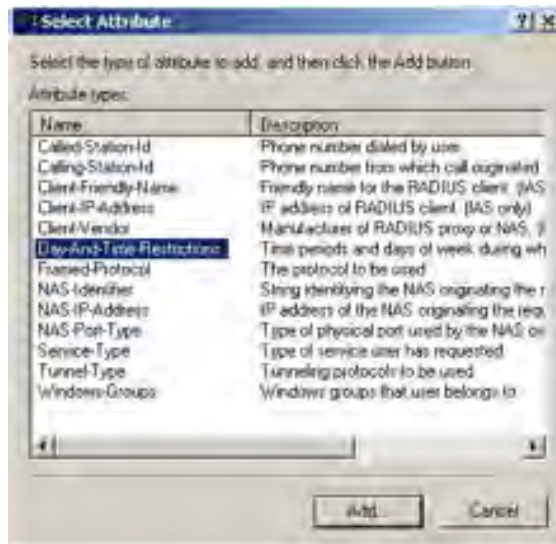 Select Attribute
Select the type of attribute to add, and then click the Add button.
Attribute types:
Name Description
Called-Station-Id Phone number dialed by user
Calling-Station-Id Phone number from which call originated
Client-Friendly-Name Friendly name for the RADIUS client. (IAS
Client-IP-Address IP address of RADIUS client. (IAS only)
Client-Vendor Manufacturer of RADIUS proxy or NAS.
Day-And-Time-Restrictions Time periods and days of week during wh
Framed-Protocol The protocol to be used
NAS-Identifier String identifying the NAS originating the r
NAS-IP-Address IP address of the NAS originating the requ
NAS-Port-Type Type of physical port used by the NAS
Service-Type Type of service user has requested
Tunnel-Type Tunneling protocols to be used
Windows-Groups Windows groups that user belongs to
Add...
Cancel